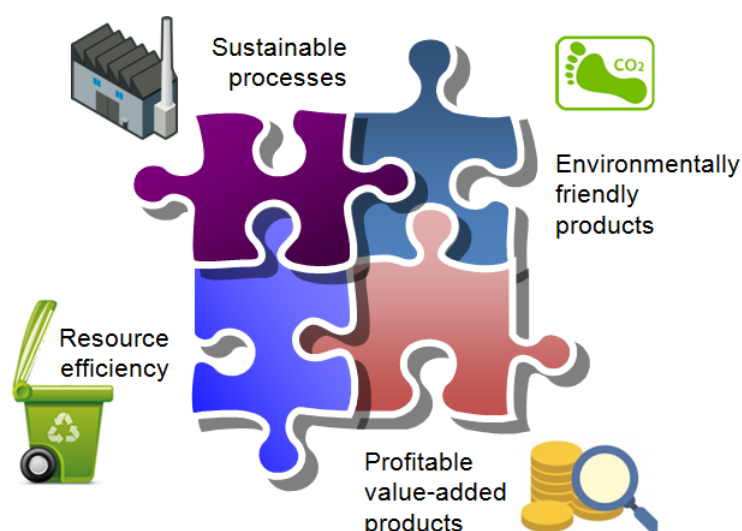 Sustainable
processes
CO₂
Environmentally
friendly
products
Resource
efficiency
Profitable
value-added
products